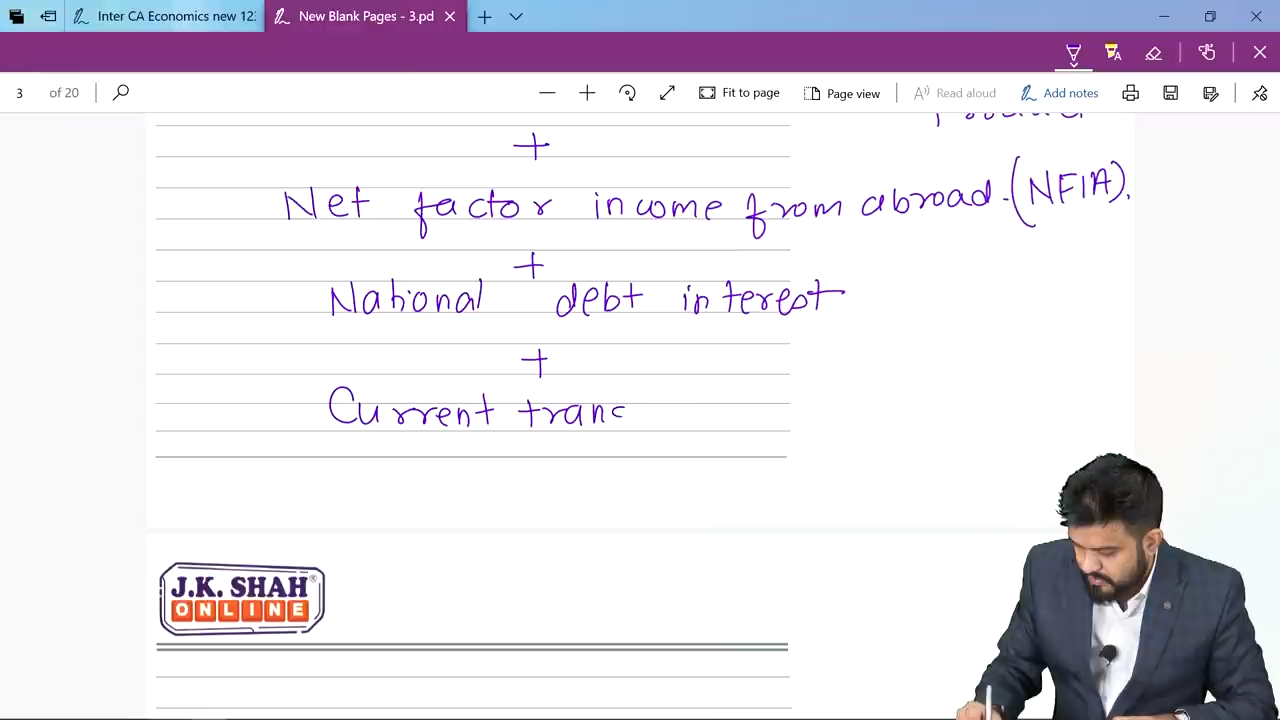 Inter CA Economics new 12:
New Blank Pages - 3.pd
3 of 20
Fit to page
Page view
Read aloud
Add notes
+
Net factor income from abroad. (NFIA).
+
National debt interest
+
Current tranc
J.K. SHAH®
ONLINE